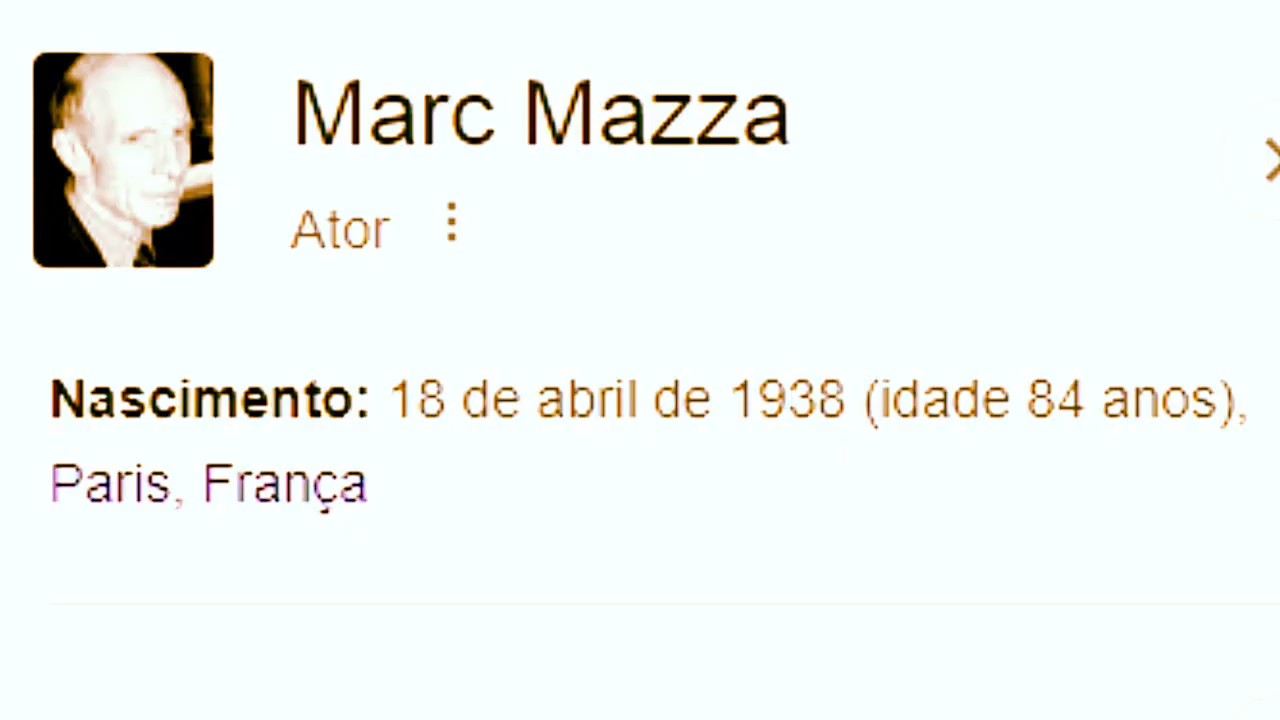 Marc Mazza
Ator
Nascimento: 18 de abril de 1938 (idade 84 anos),
Paris, França